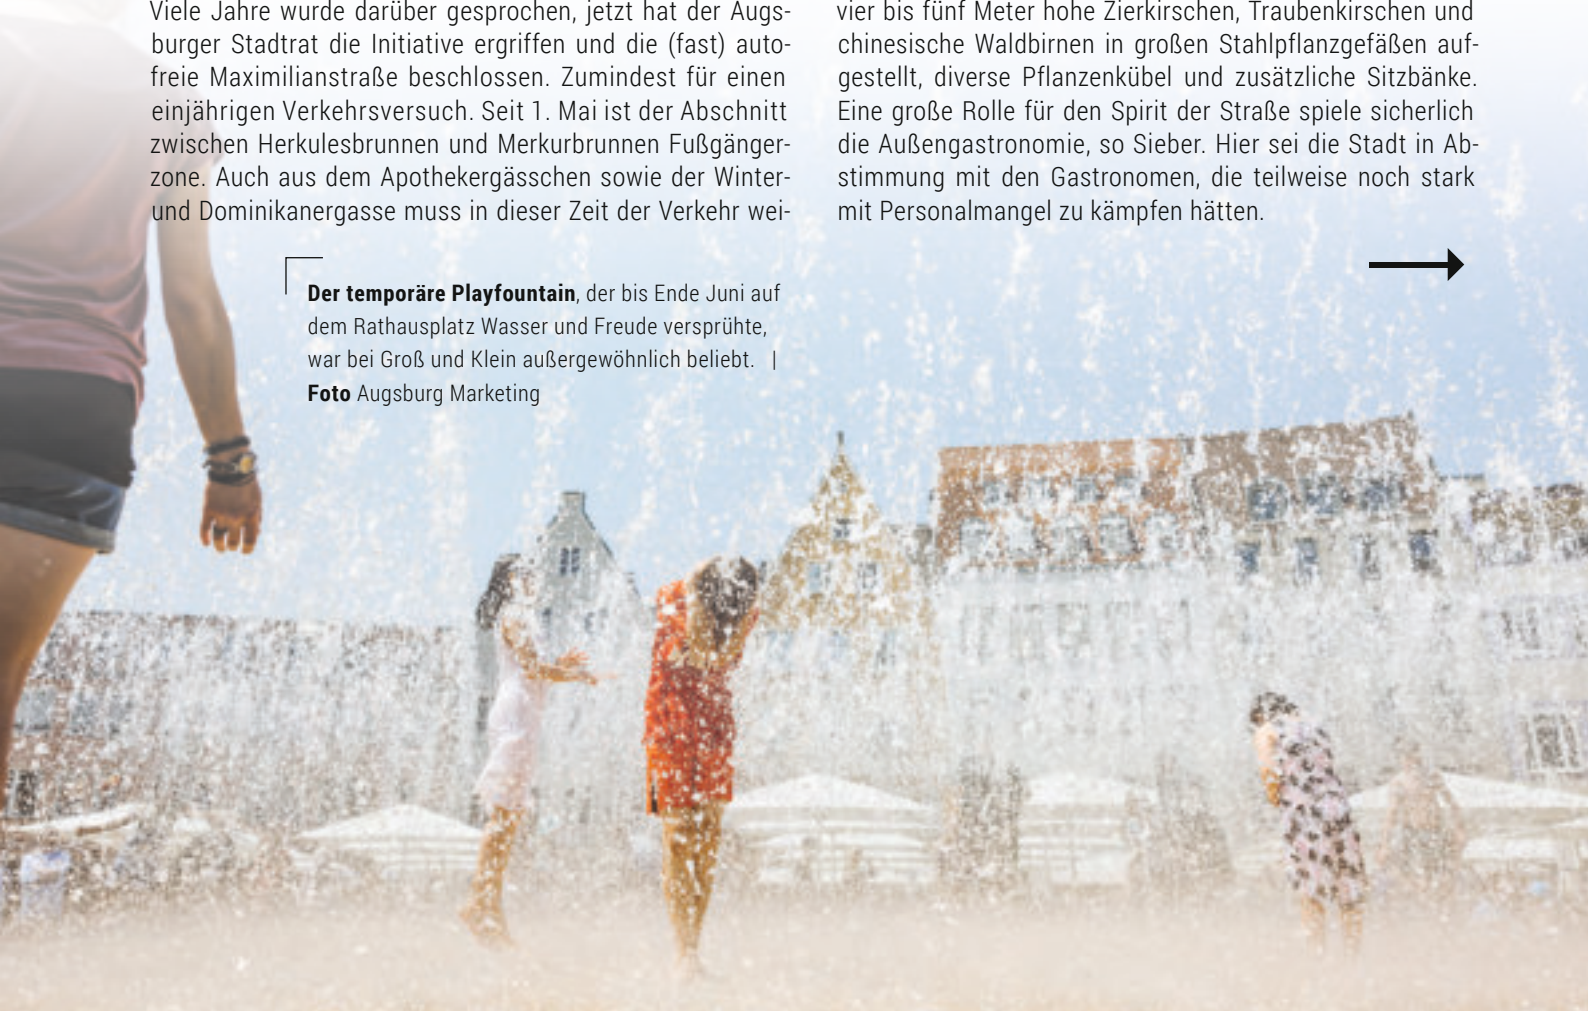 Viele Jahre wurde darüber gesprochen, jetzt hat der Augs-
burger Stadtrat die Initiative ergriffen und die (fast) auto-
freie Maximilianstraße beschlossen. Zumindest für einen
einjährigen Verkehrsversuch. Seit 1. Mai ist der Abschnitt
zwischen Herkulesbrunnen und Merkurbrunnen Fußgänger-
zone. Auch aus dem Apothekergässchen sowie der Winter-
und Dominikanergasse muss in dieser Zeit der Verkehr wei-
vier bis fünf Meter hohe Zierkirschen, Traubenkirschen und
chinesische Waldbirnen in großen Stahlpflanzgefäßen auf-
gestellt, diverse Pflanzenkübel und zusätzliche Sitzbänke.
Eine große Rolle für den Spirit der Straße spiele sicherlich
die Außengastronomie, so Sieber. Hier sei die Stadt in Ab-
stimmung mit den Gastronomen, die teilweise noch stark
mit Personalmangel zu kämpfen hätten.
Der temporäre Playfountain, der bis Ende Juni auf
dem Rathausplatz Wasser und Freude versprühte,
war bei Groß und Klein außergewöhnlich beliebt. |
Foto Augsburg Marketing